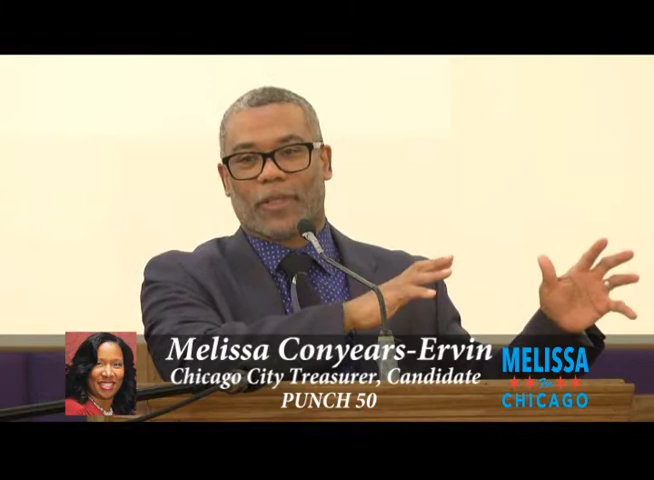 Melissa Conyears-Ervin
Chicago City Treasurer, Candidate
PUNCH 50
MELISSA
For
CHICAGO